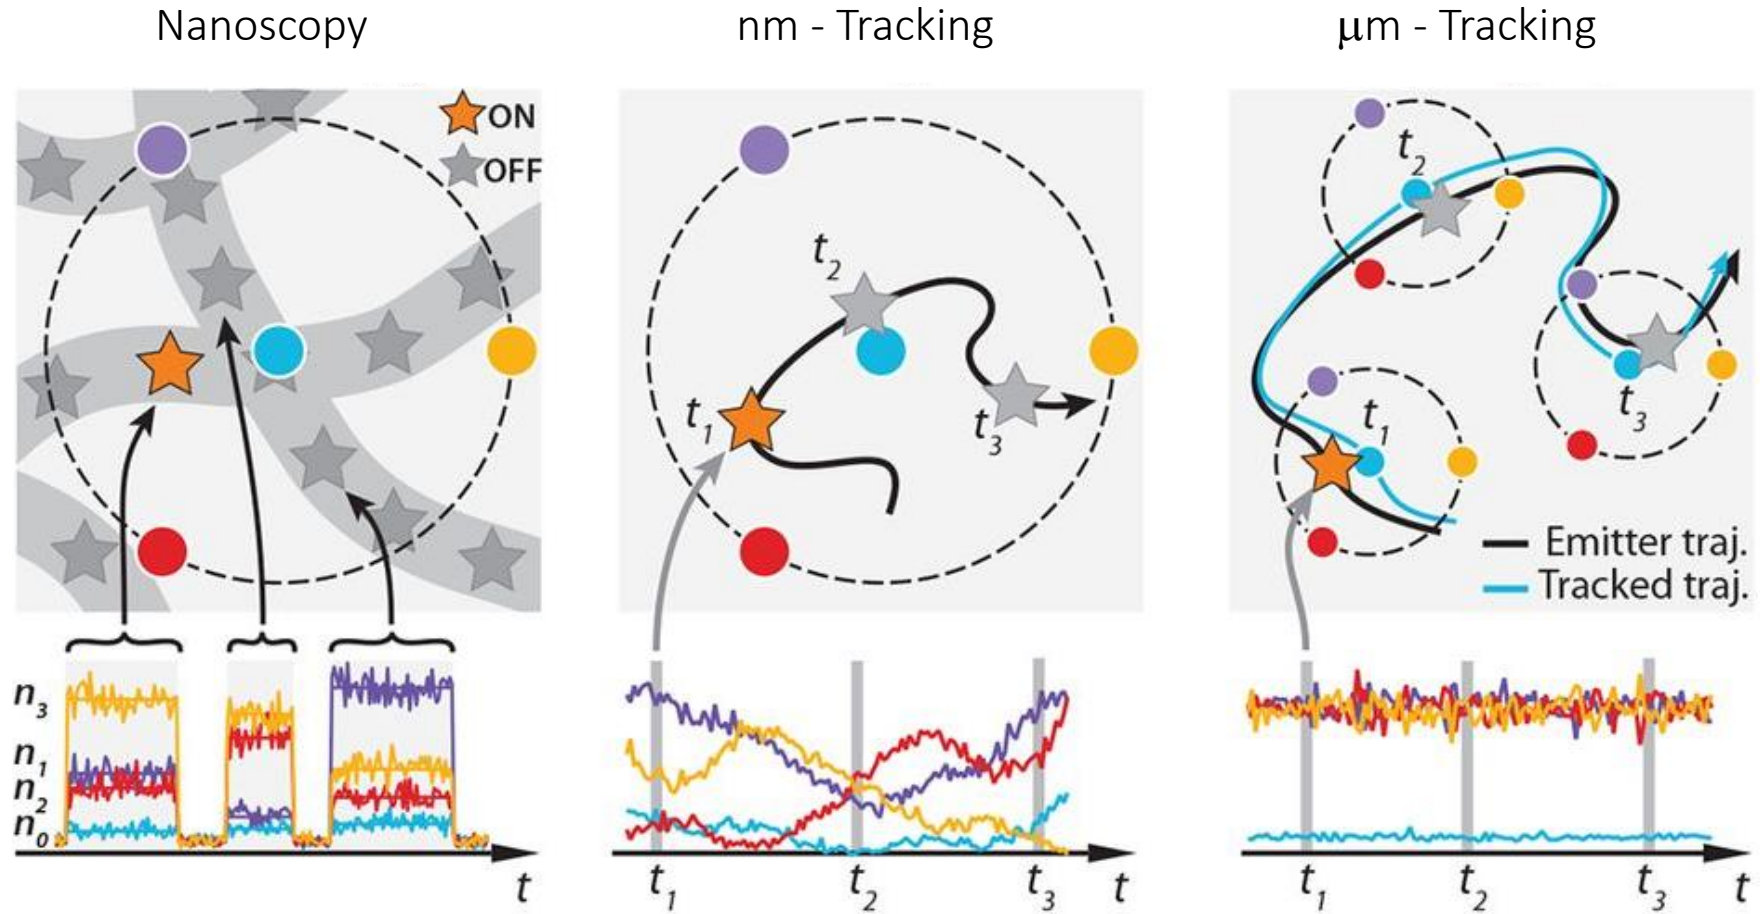 Nanoscopy
nm - Tracking
μm - Tracking
ON
OFF
n3
n1
n2
n0
t
t2
t1
t3
t1
t2
t3
t
t2
t1
t3
Emitter traj.
Tracked traj.
t1
t2
t3
t